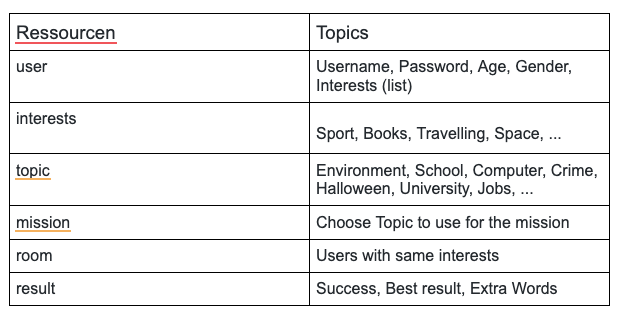 Ressourcen
Topics
user
Username, Password, Age, Gender,
Interests (list)
interests
Sport, Books, Travelling, Space, ...
topic
Environment, School, Computer, Crime,
Halloween, University, Jobs, ...
mission
Choose Topic to use for the mission
room
Users with same interests
result
Success, Best result, Extra Words